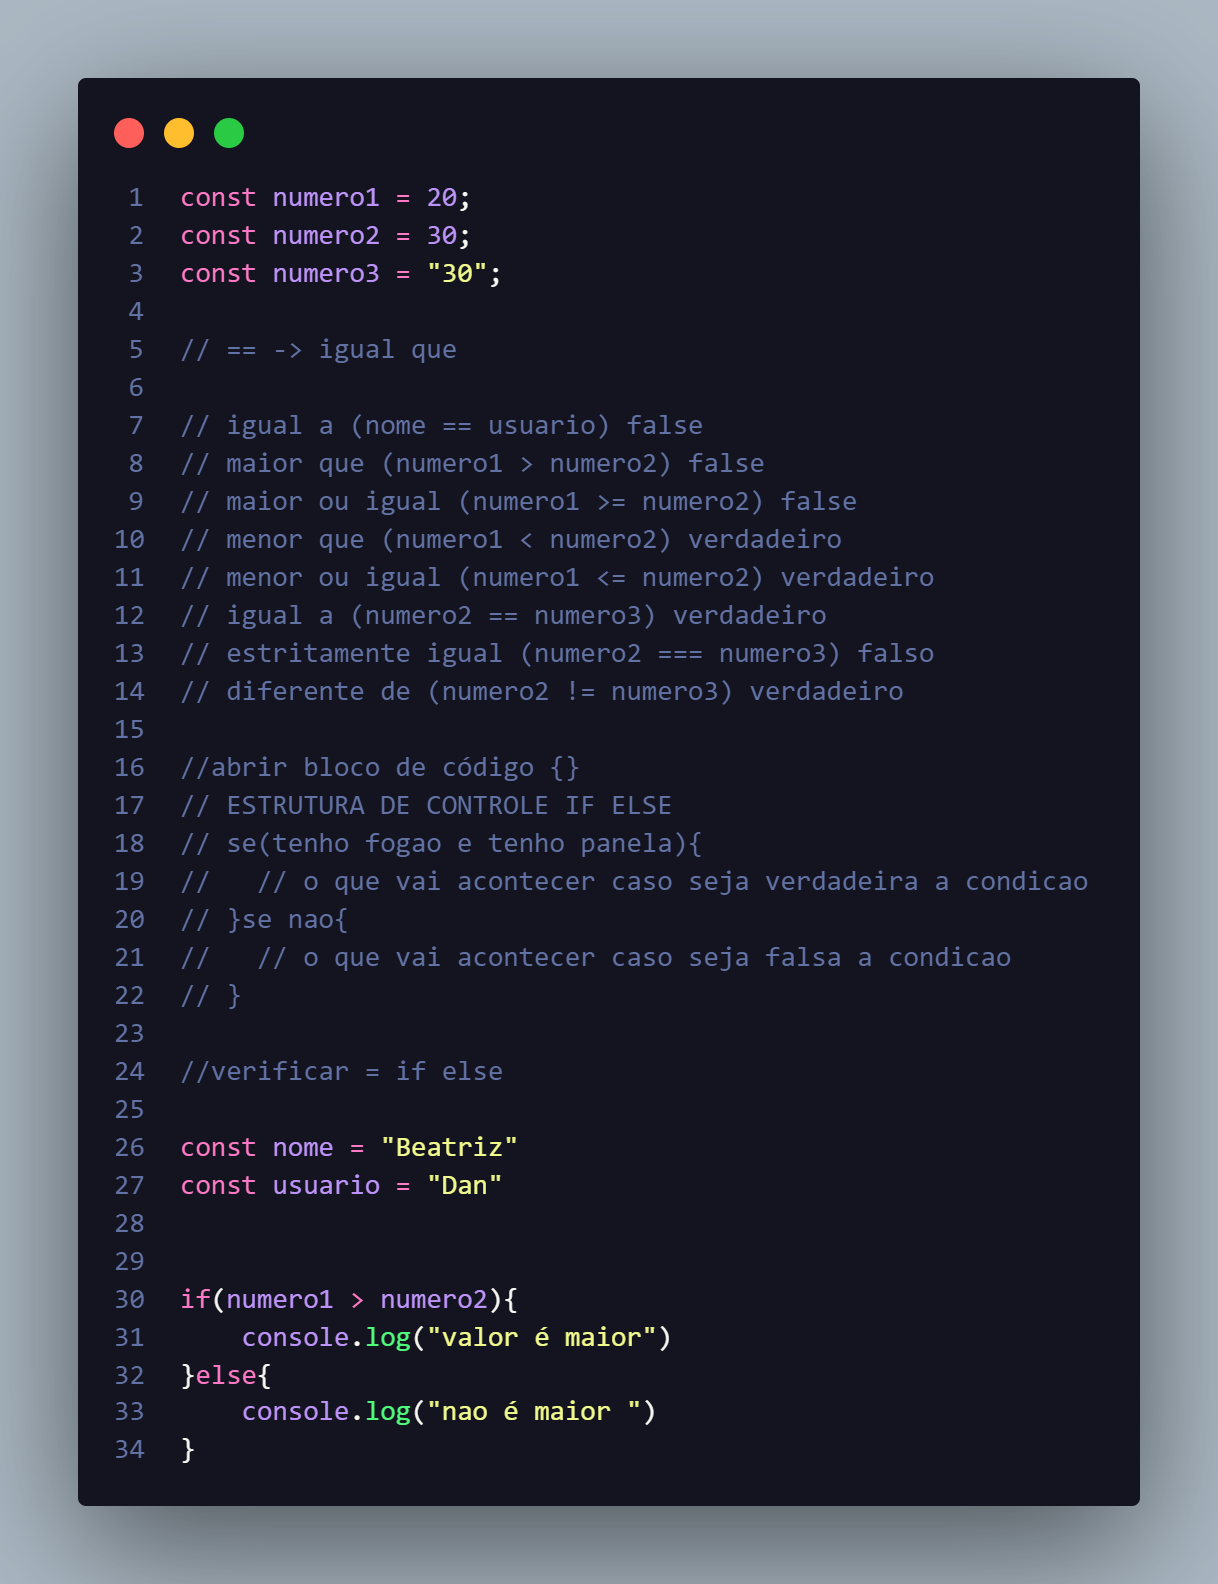 1 const numero1 = 20;
2 const numero2 = 30;
3 const numero3 = "30";
4
5 // == -> igual que
6
7 // igual a (nome == usuario) false
8 // maior que (numero1 > numero2) false
9 // maior ou igual (numero1 >= numero2) false
10 // menor que (numero1 < numero2) verdadeiro
11 // menor ou igual (numero1 <= numero2) verdadeiro
12 // igual a (numero2 == numero3) verdadeiro
13 // estritamente igual (numero2 === numero3) falso
14 // diferente de (numero2 != numero3) verdadeiro
15
16 //abrir bloco de código {}
17 // ESTRUTURA DE CONTROLE IF ELSE
18 // se(tenho fogao e tenho panela){
19 //   // o que vai acontecer caso seja verdadeira a condicao
20 // }se nao{
21 //   // o que vai acontecer caso seja falsa a condicao
22 // }
23
24 //verificar = if else
25
26 const nome = "Beatriz"
27 const usuario = "Dan"
28
29
30 if(numero1 > numero2){
31     console.log("valor é maior")
32 }else{
33     console.log("nao é maior ")
34 }